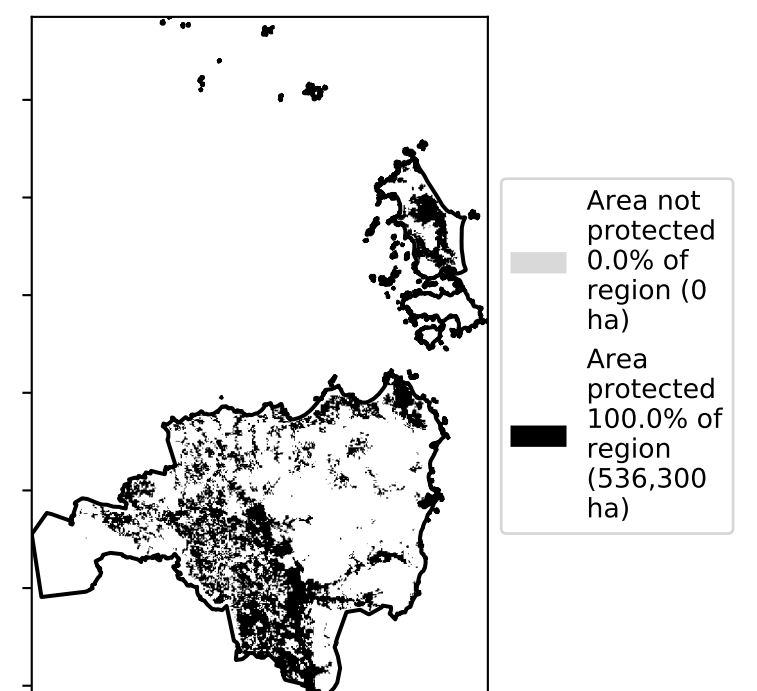 Area not
protected
0.0% of
region (0
ha)
Area
protected
100.0% of
region
(536,300
ha)